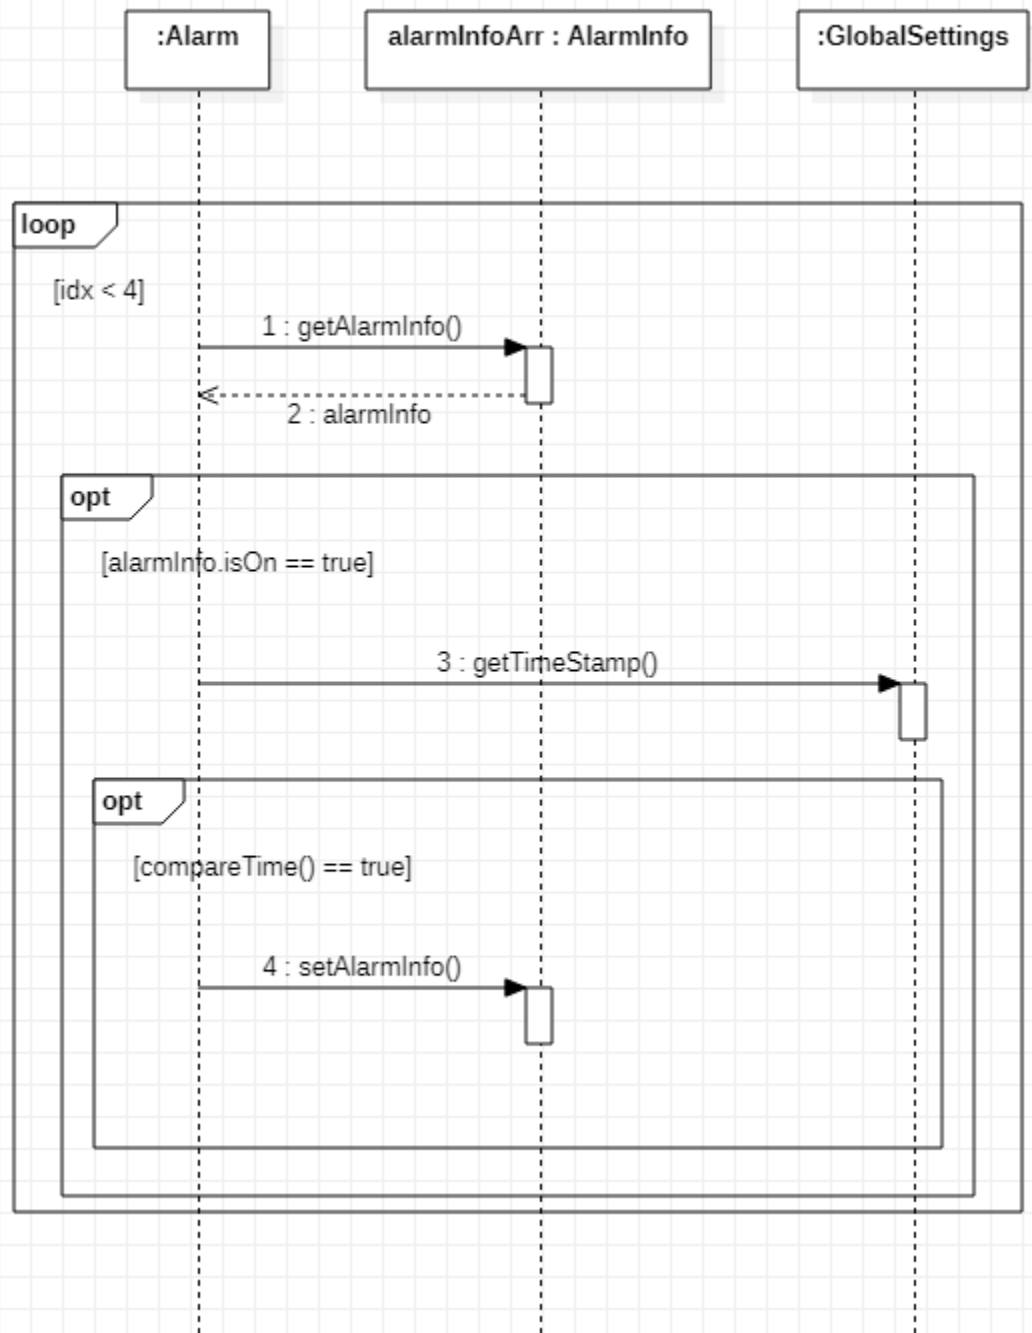 :Alarm
alarmInfoArr : AlarmInfo
:GlobalSettings
loop
[idx < 4]
1 : getAlarmInfo()
2 : alarmInfo
opt
[alarmInfo.isOn == true]
3 : getTimeStamp()
opt
[compareTime() == true]
4 : setAlarmInfo()